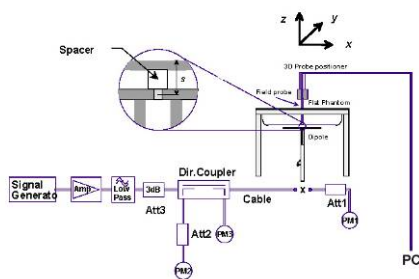 z
y
x
Spacer
s
3D Probe positioner
Field probe
Flat Phantom
Dipole
Signal
Generato
Amp
Low
Pass
3dB
Dir.Coupler
Att3
Cable
x
Att1
PM1
Att2
PM3
PM2
PC